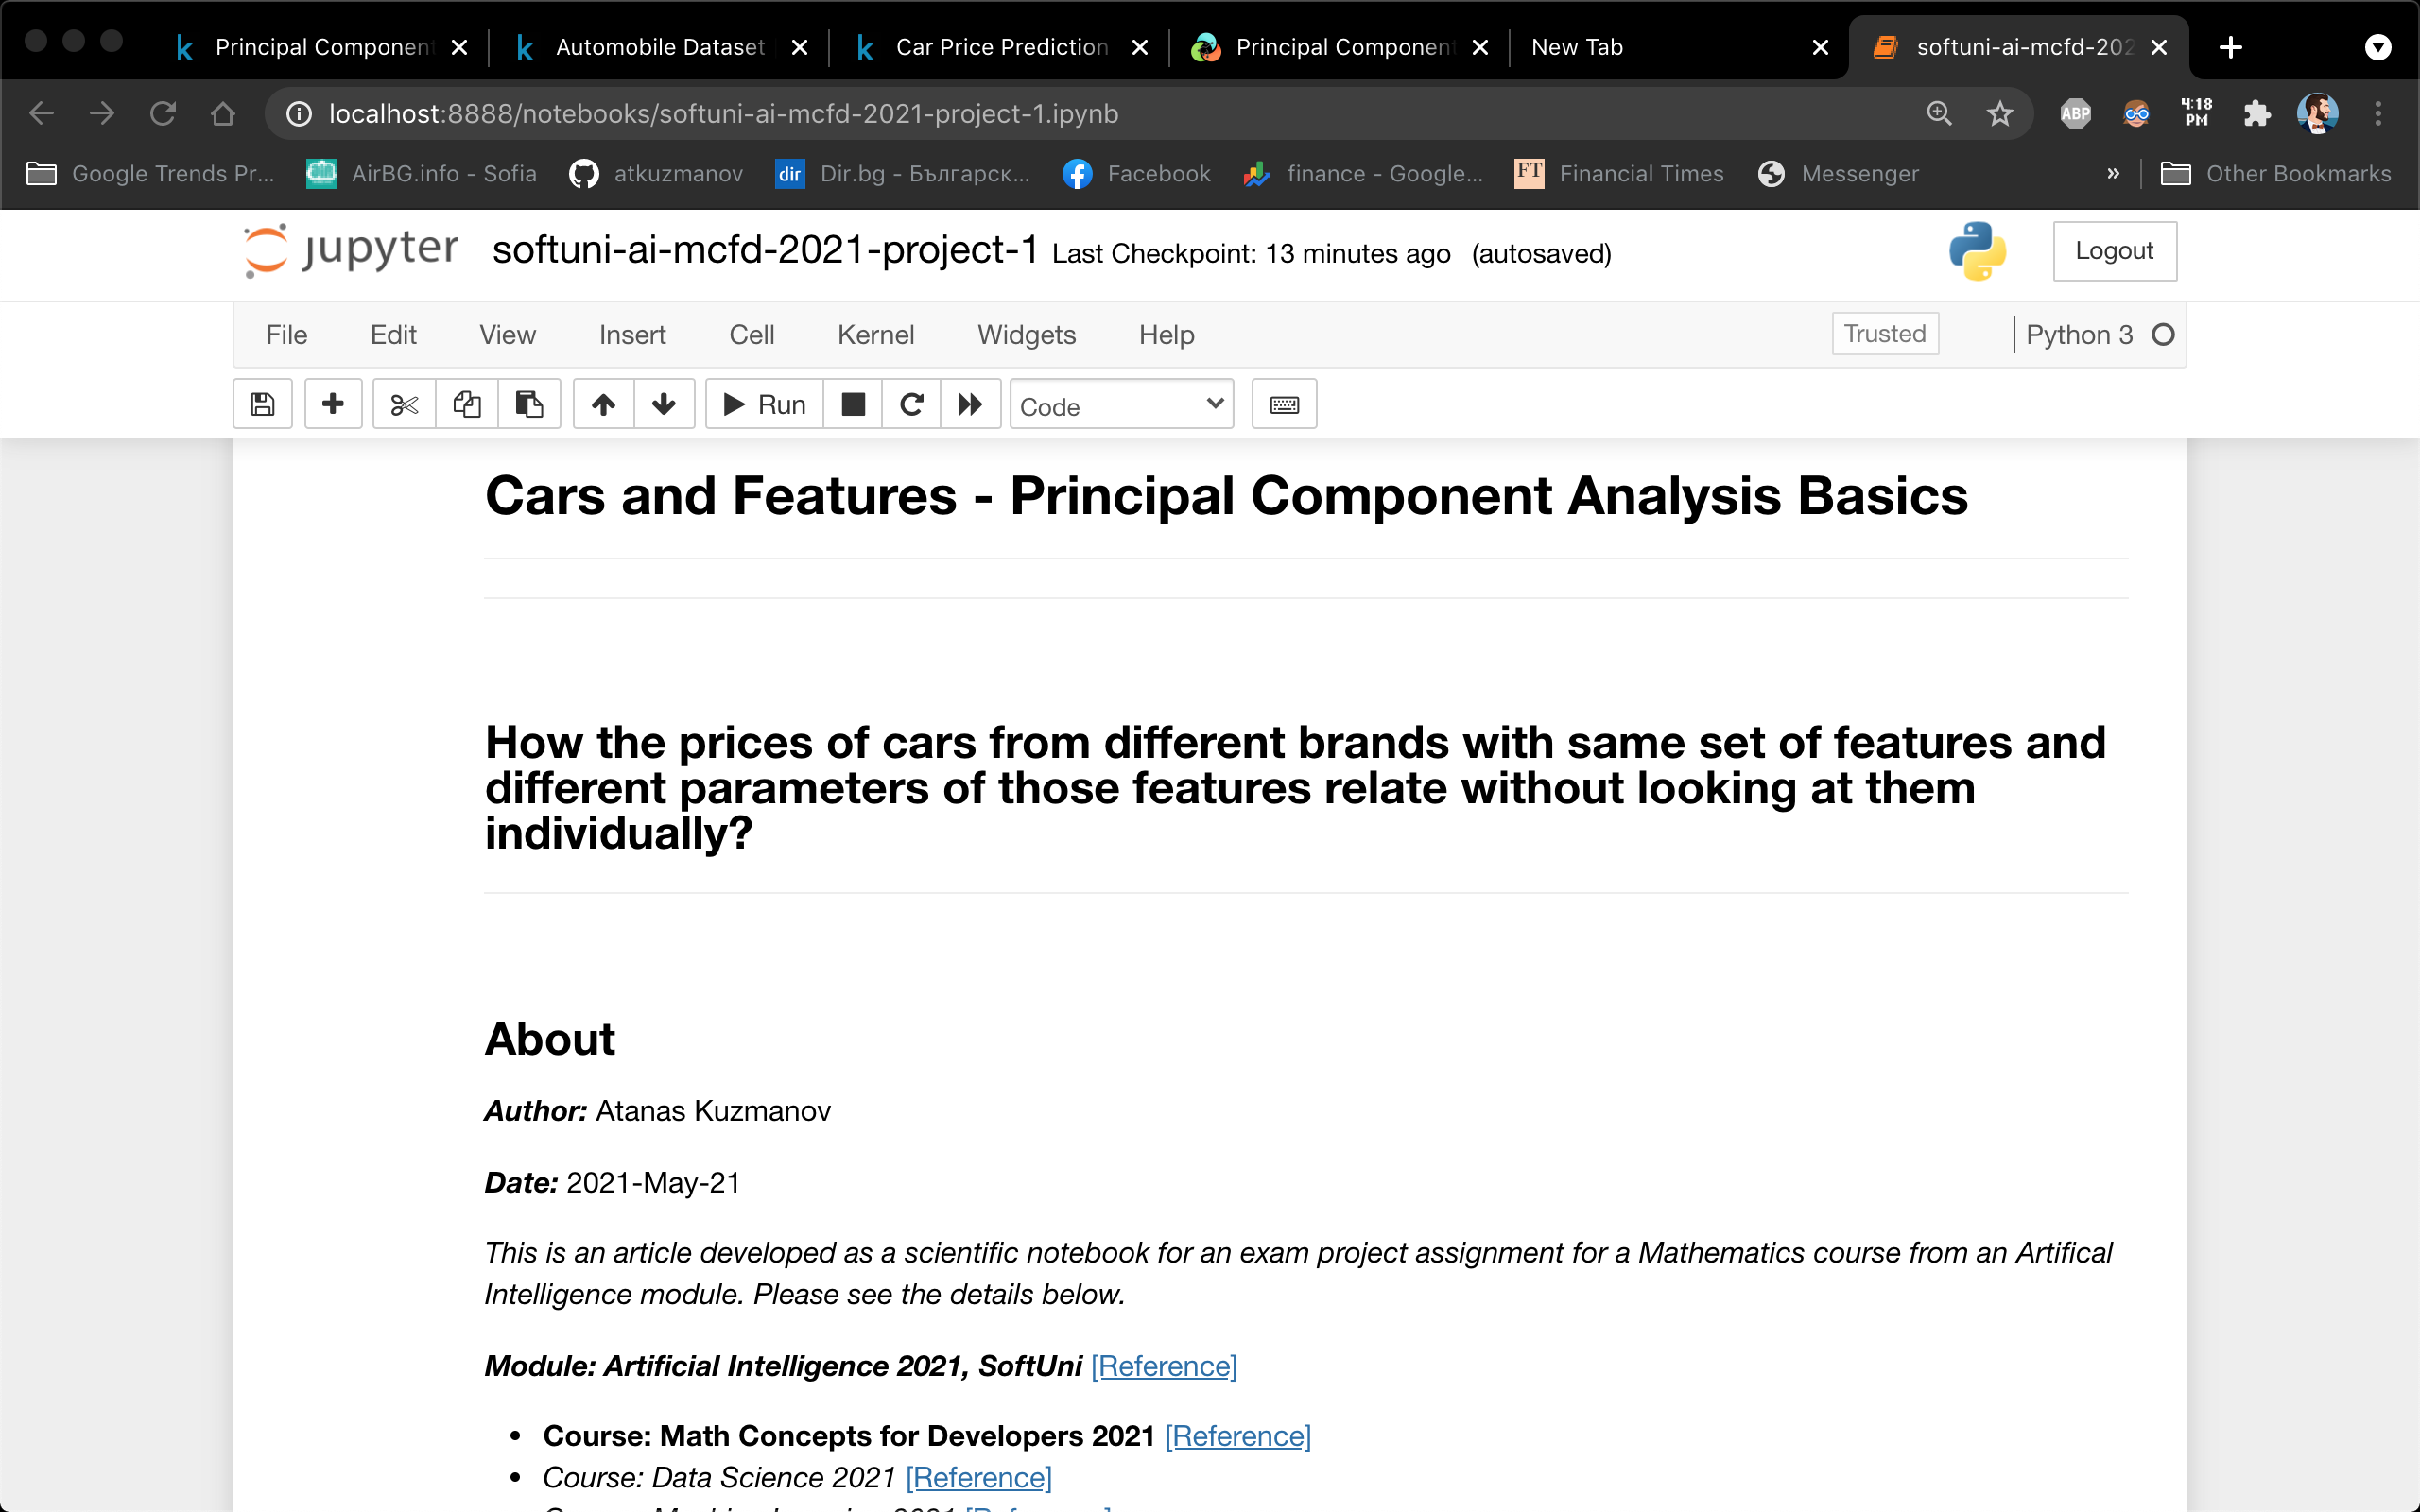 Principal Component
Automobile Dataset
Car Price Prediction
Principal Component
New Tab
softuni-ai-mcfd-202
localhost:8888/notebooks/softuni-ai-mcfd-2021-project-1.ipynb
ABP
4:18
PM
Google Trends Pr...
AirBG.info - Sofia
atkuzmanov
dir
Dir.bg - Българск...
Facebook
finance - Google...
FT
Financial Times
Messenger
»
Other Bookmarks
jupyter
softuni-ai-mcfd-2021-project-1 Last Checkpoint: 13 minutes ago (autosaved)
Logout
File Edit View Insert Cell Kernel Widgets Help
Trusted
Python 3
Run
Code
Cars and Features - Principal Component Analysis Basics
How the prices of cars from different brands with same set of features and
different parameters of those features relate without looking at them
individually?
About
Author: Atanas Kuzmanov
Date: 2021-May-21
This is an article developed as a scientific notebook for an exam project assignment for a Mathematics course from an Artifical
Intelligence module. Please see the details below.
Module: Artificial Intelligence 2021, SoftUni [Reference]
• Course: Math Concepts for Developers 2021 [Reference]
• Course: Data Science 2021 [Reference]